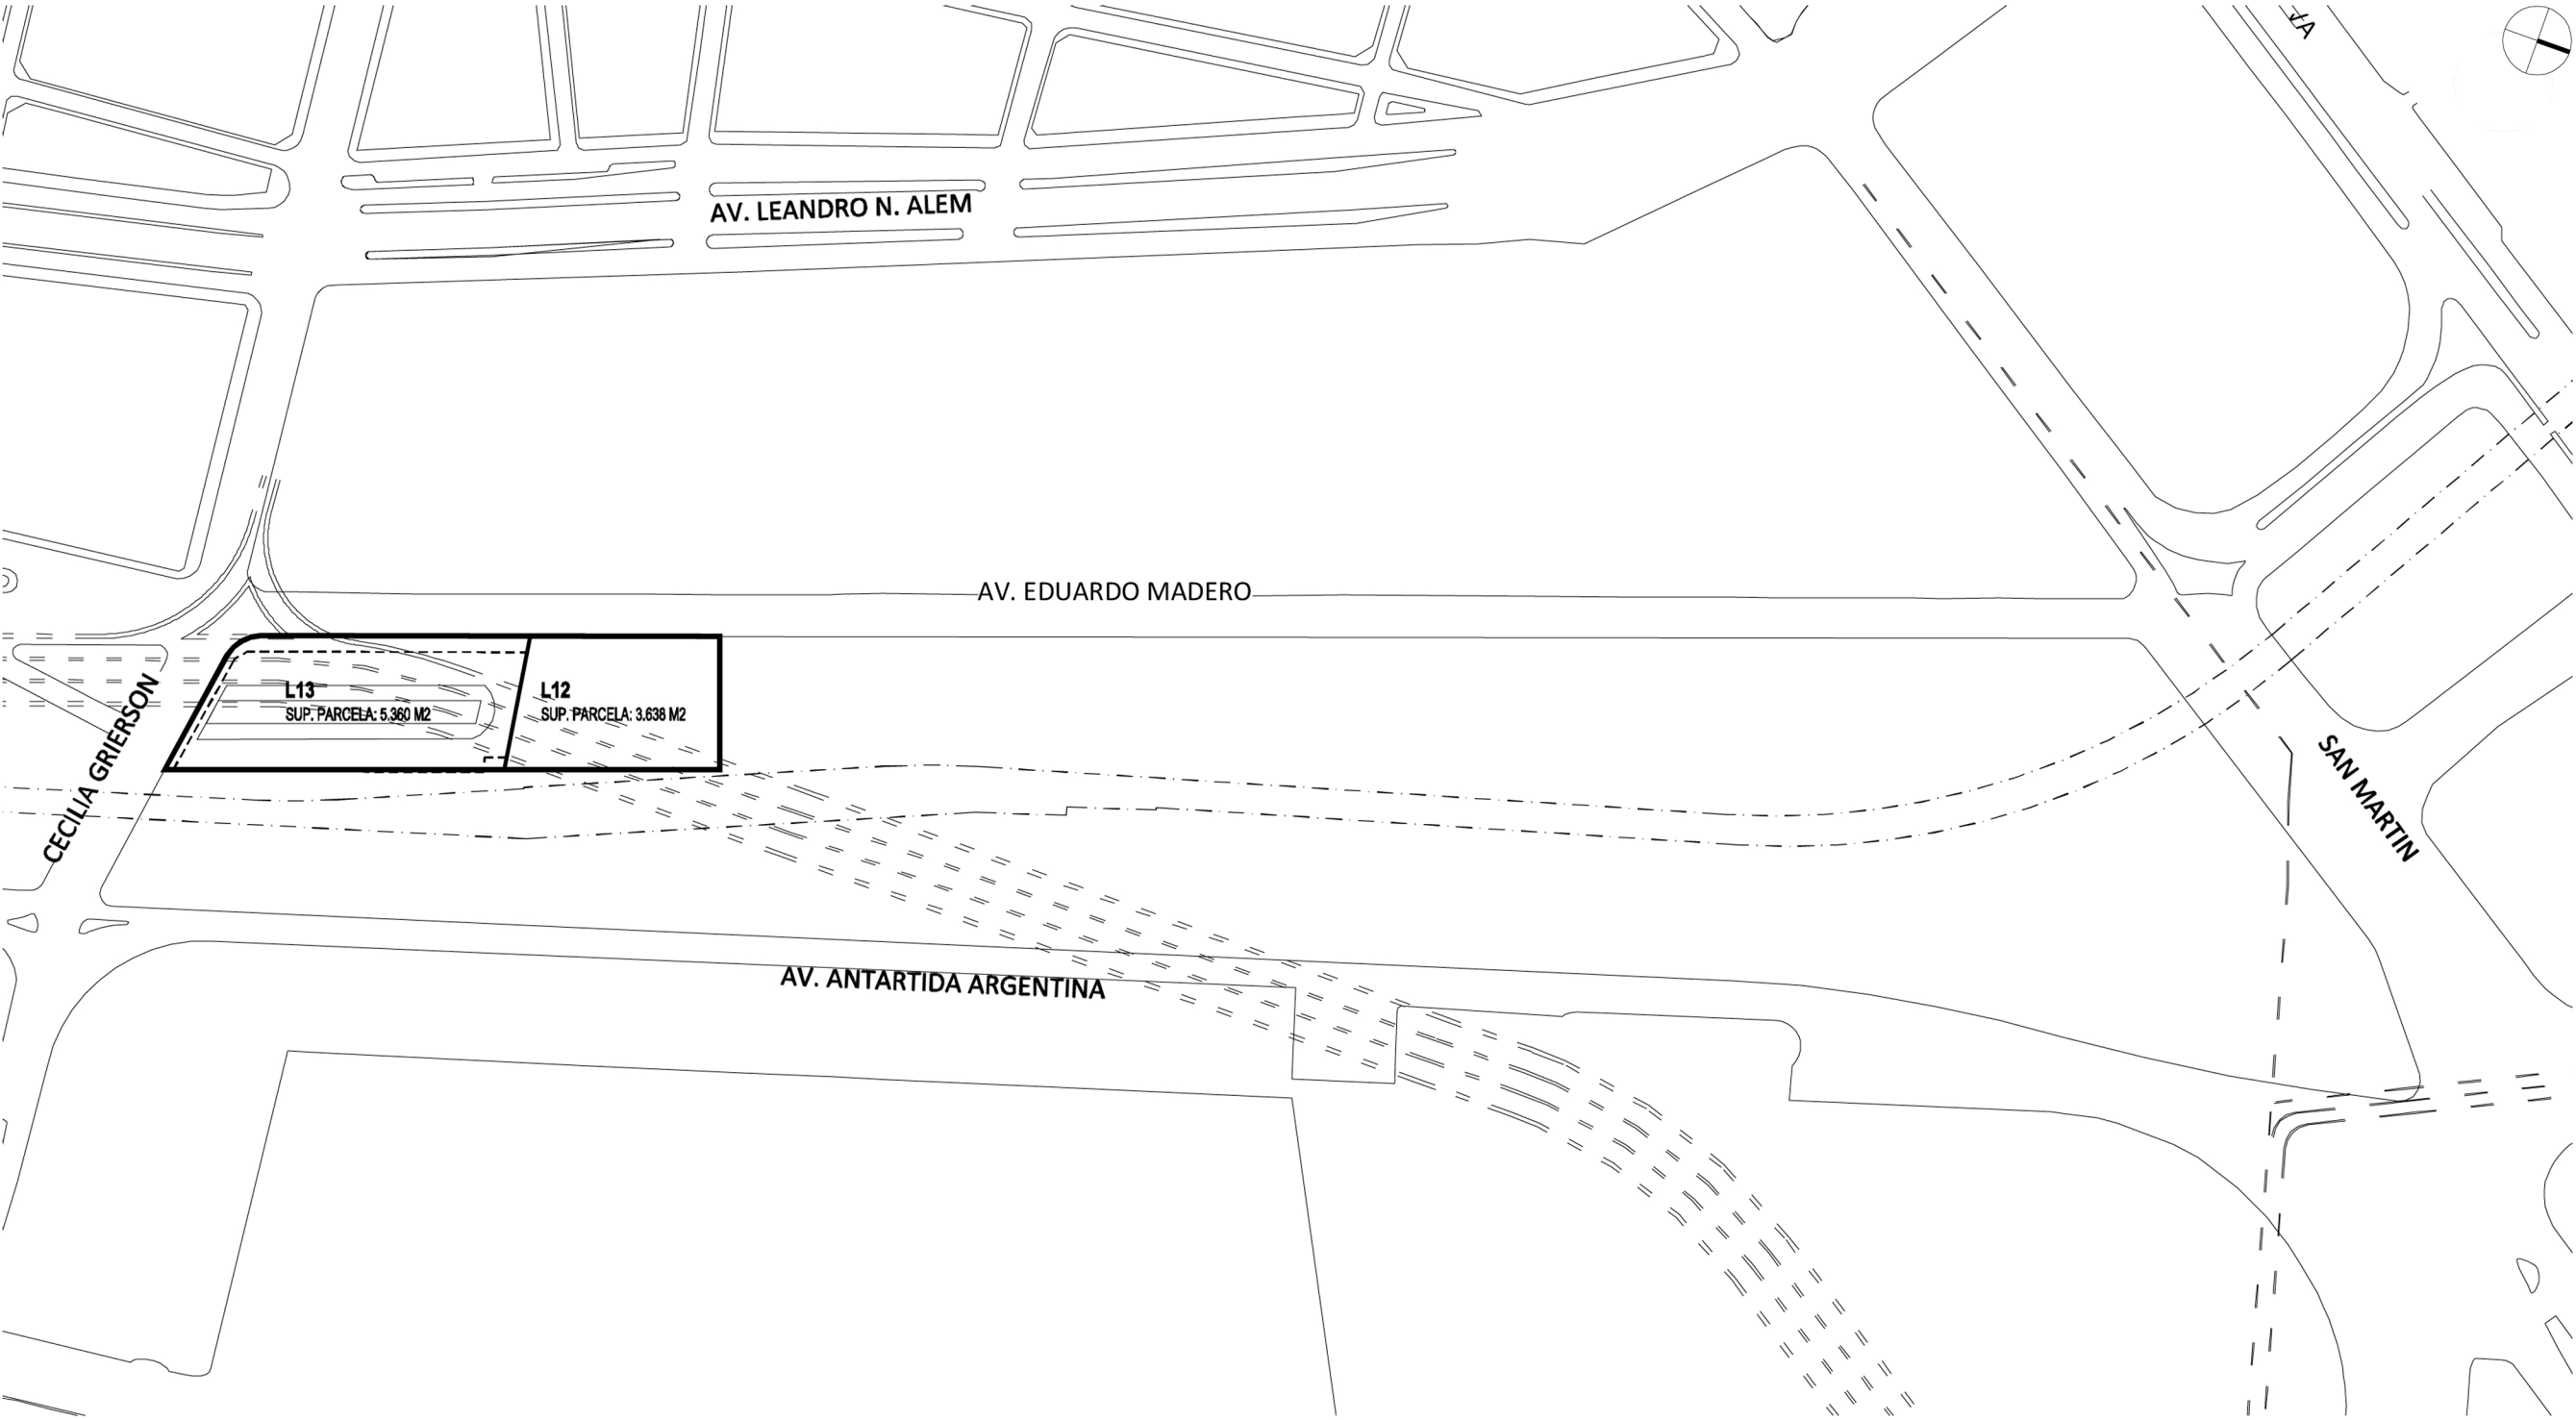 VA
AV. LEANDRO N. ALEM
AV. EDUARDO MADERO
L13
SUP. PARCELA: 5.360 M2
L12
SUP. PARCELA: 3.638 M2
CECILIA GRIERSON
SAN MARTIN
AV. ANTARTIDA ARGENTINA